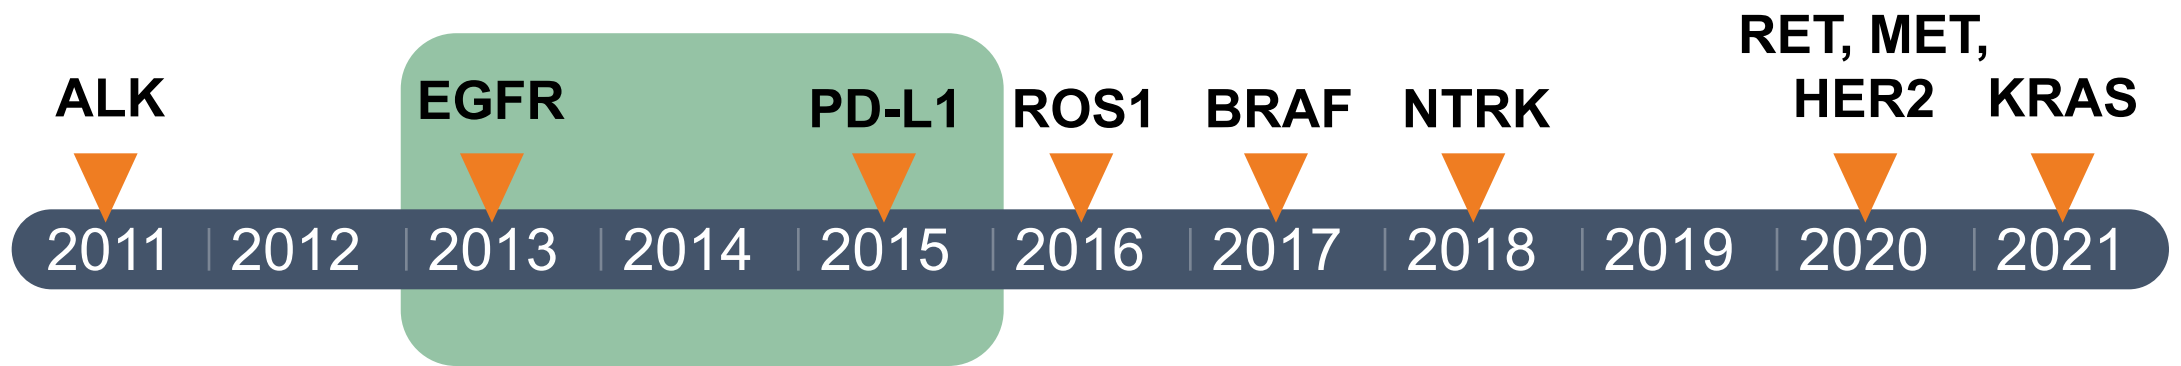 RET, MET,
ALK EGFR PD-L1 ROS1 BRAF NTRK HER2 KRAS
2011 2012 2013 2014 2015 2016 2017 2018 2019 2020 2021